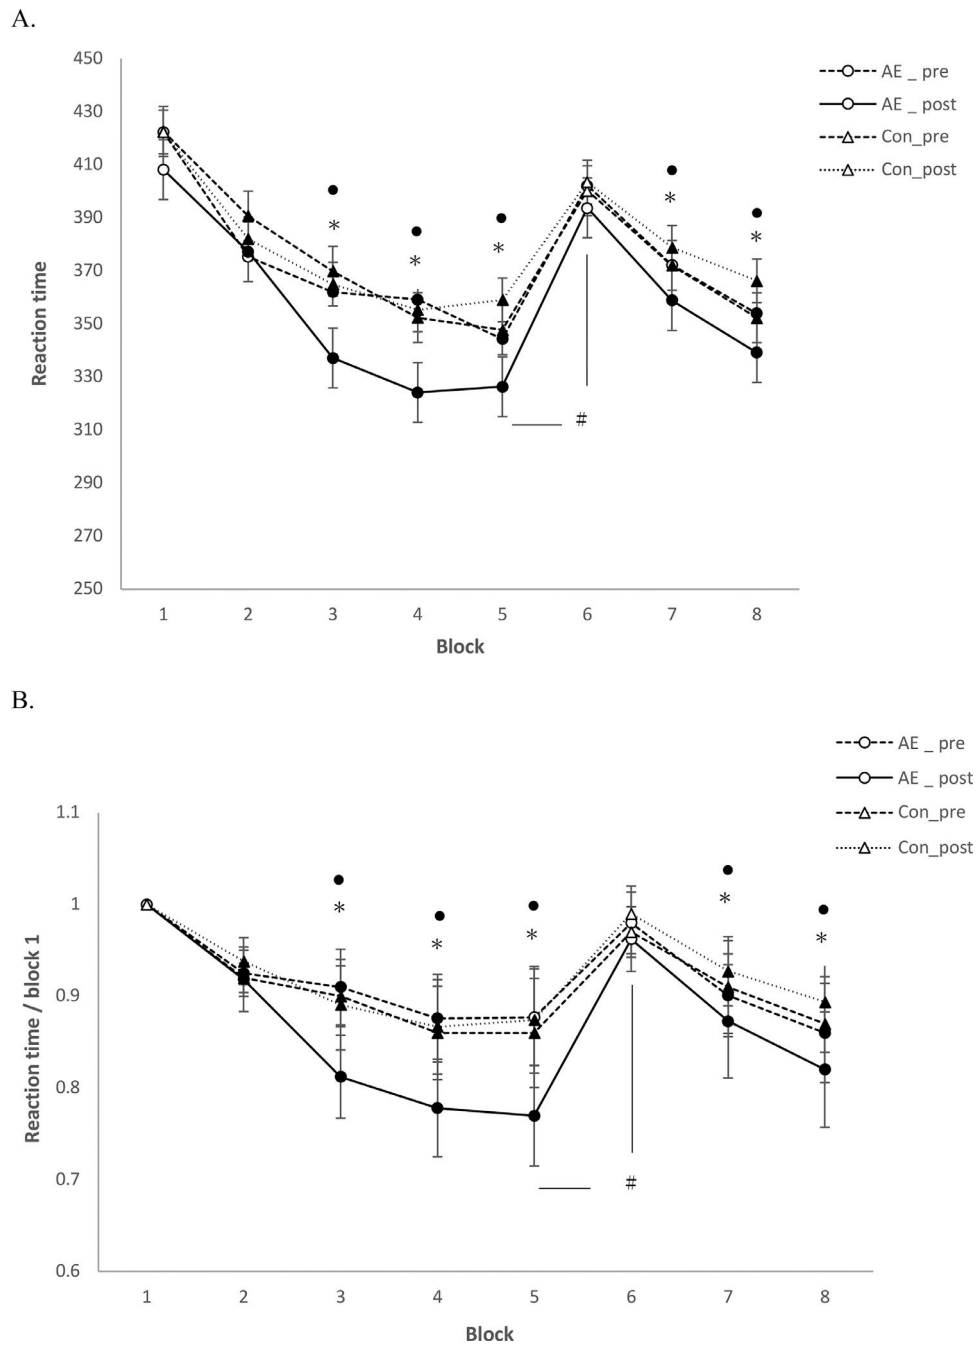 A.
450
430
410
390
370
350
330
310
290
270
250
Reaction time
1 2 3 4 5 6 7 8
Block
AE _ pre
AE _ post
Con_pre
Con_post
* * * * *
#
B.
AE _ pre
AE _ post
Con_pre
Con_post
1.1
1
0.9
0.8
0.7
0.6
Reaction time / block 1
* * * * *
#
1 2 3 4 5 6 7 8
Block